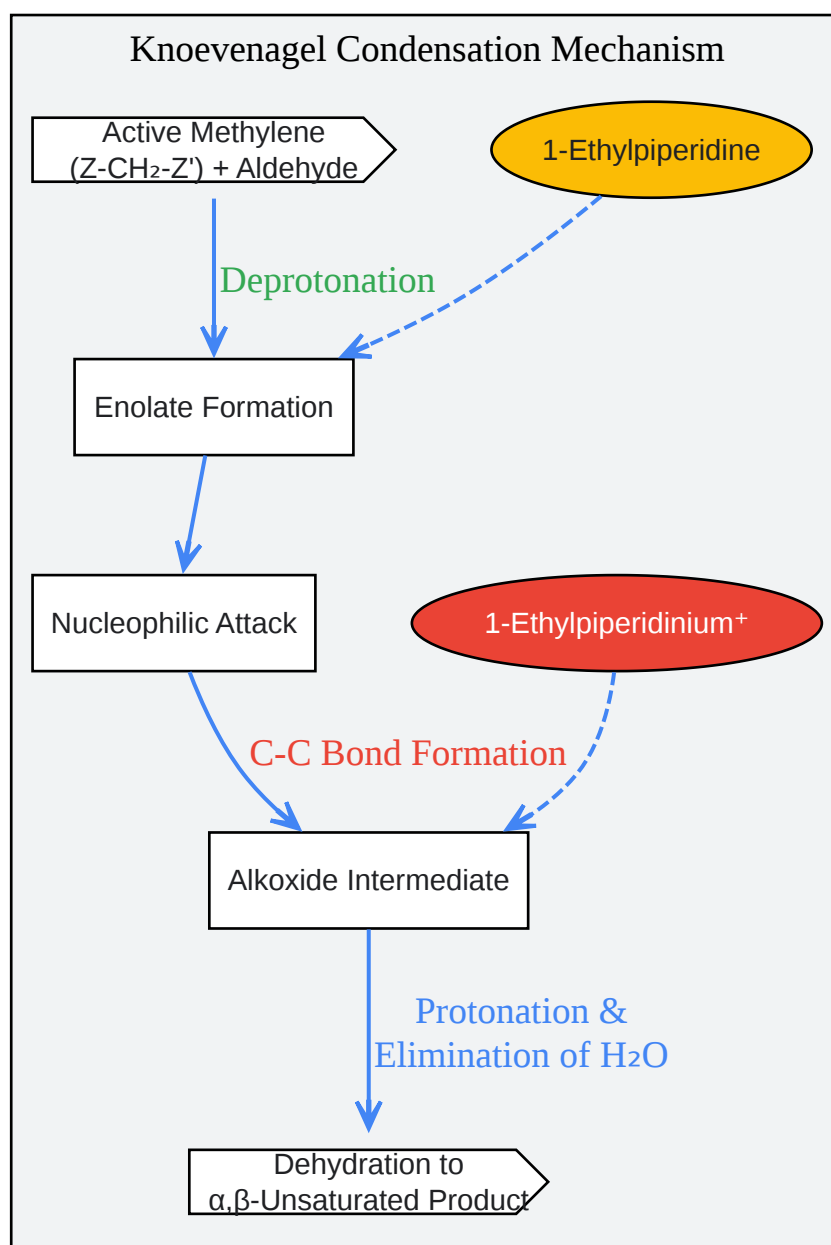 Knoevenagel Condensation Mechanism
Active Methylene
(Z-CH₂-Z') + Aldehyde
1-Ethylpiperidine
Deprotonation
Enolate Formation
Nucleophilic Attack
1-Ethylpiperidinium⁺
C-C Bond Formation
Alkoxide Intermediate
Protonation &
Elimination of H₂O
Dehydration to
α,β-Unsaturated Product